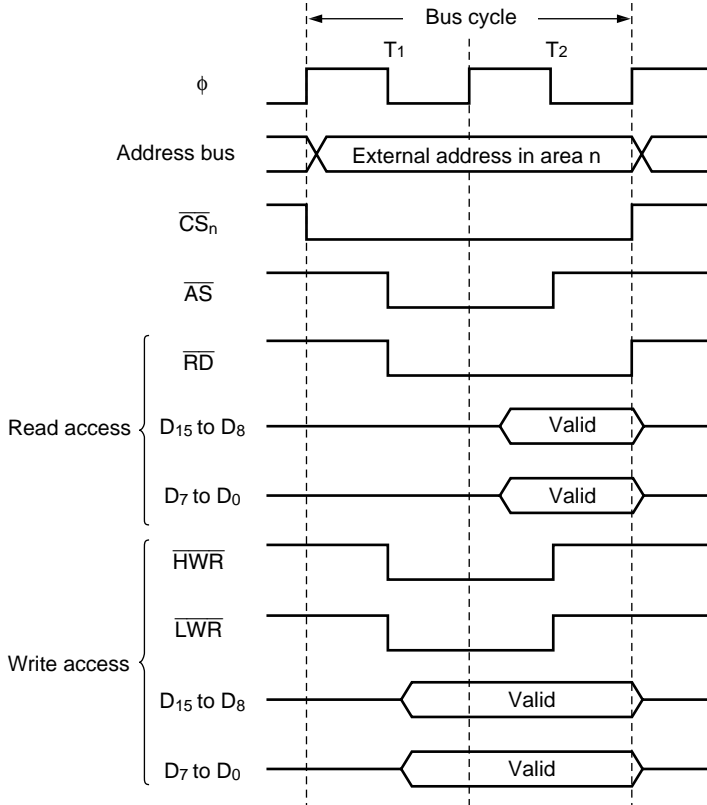 Bus cycle
T1 T2
ϕ
Address bus External address in area n
CSn
AS
RD
Read access D15 to D8 Valid
D7 to D0 Valid
HWR
LWR
Write access
D15 to D8 Valid
D7 to D0 Valid